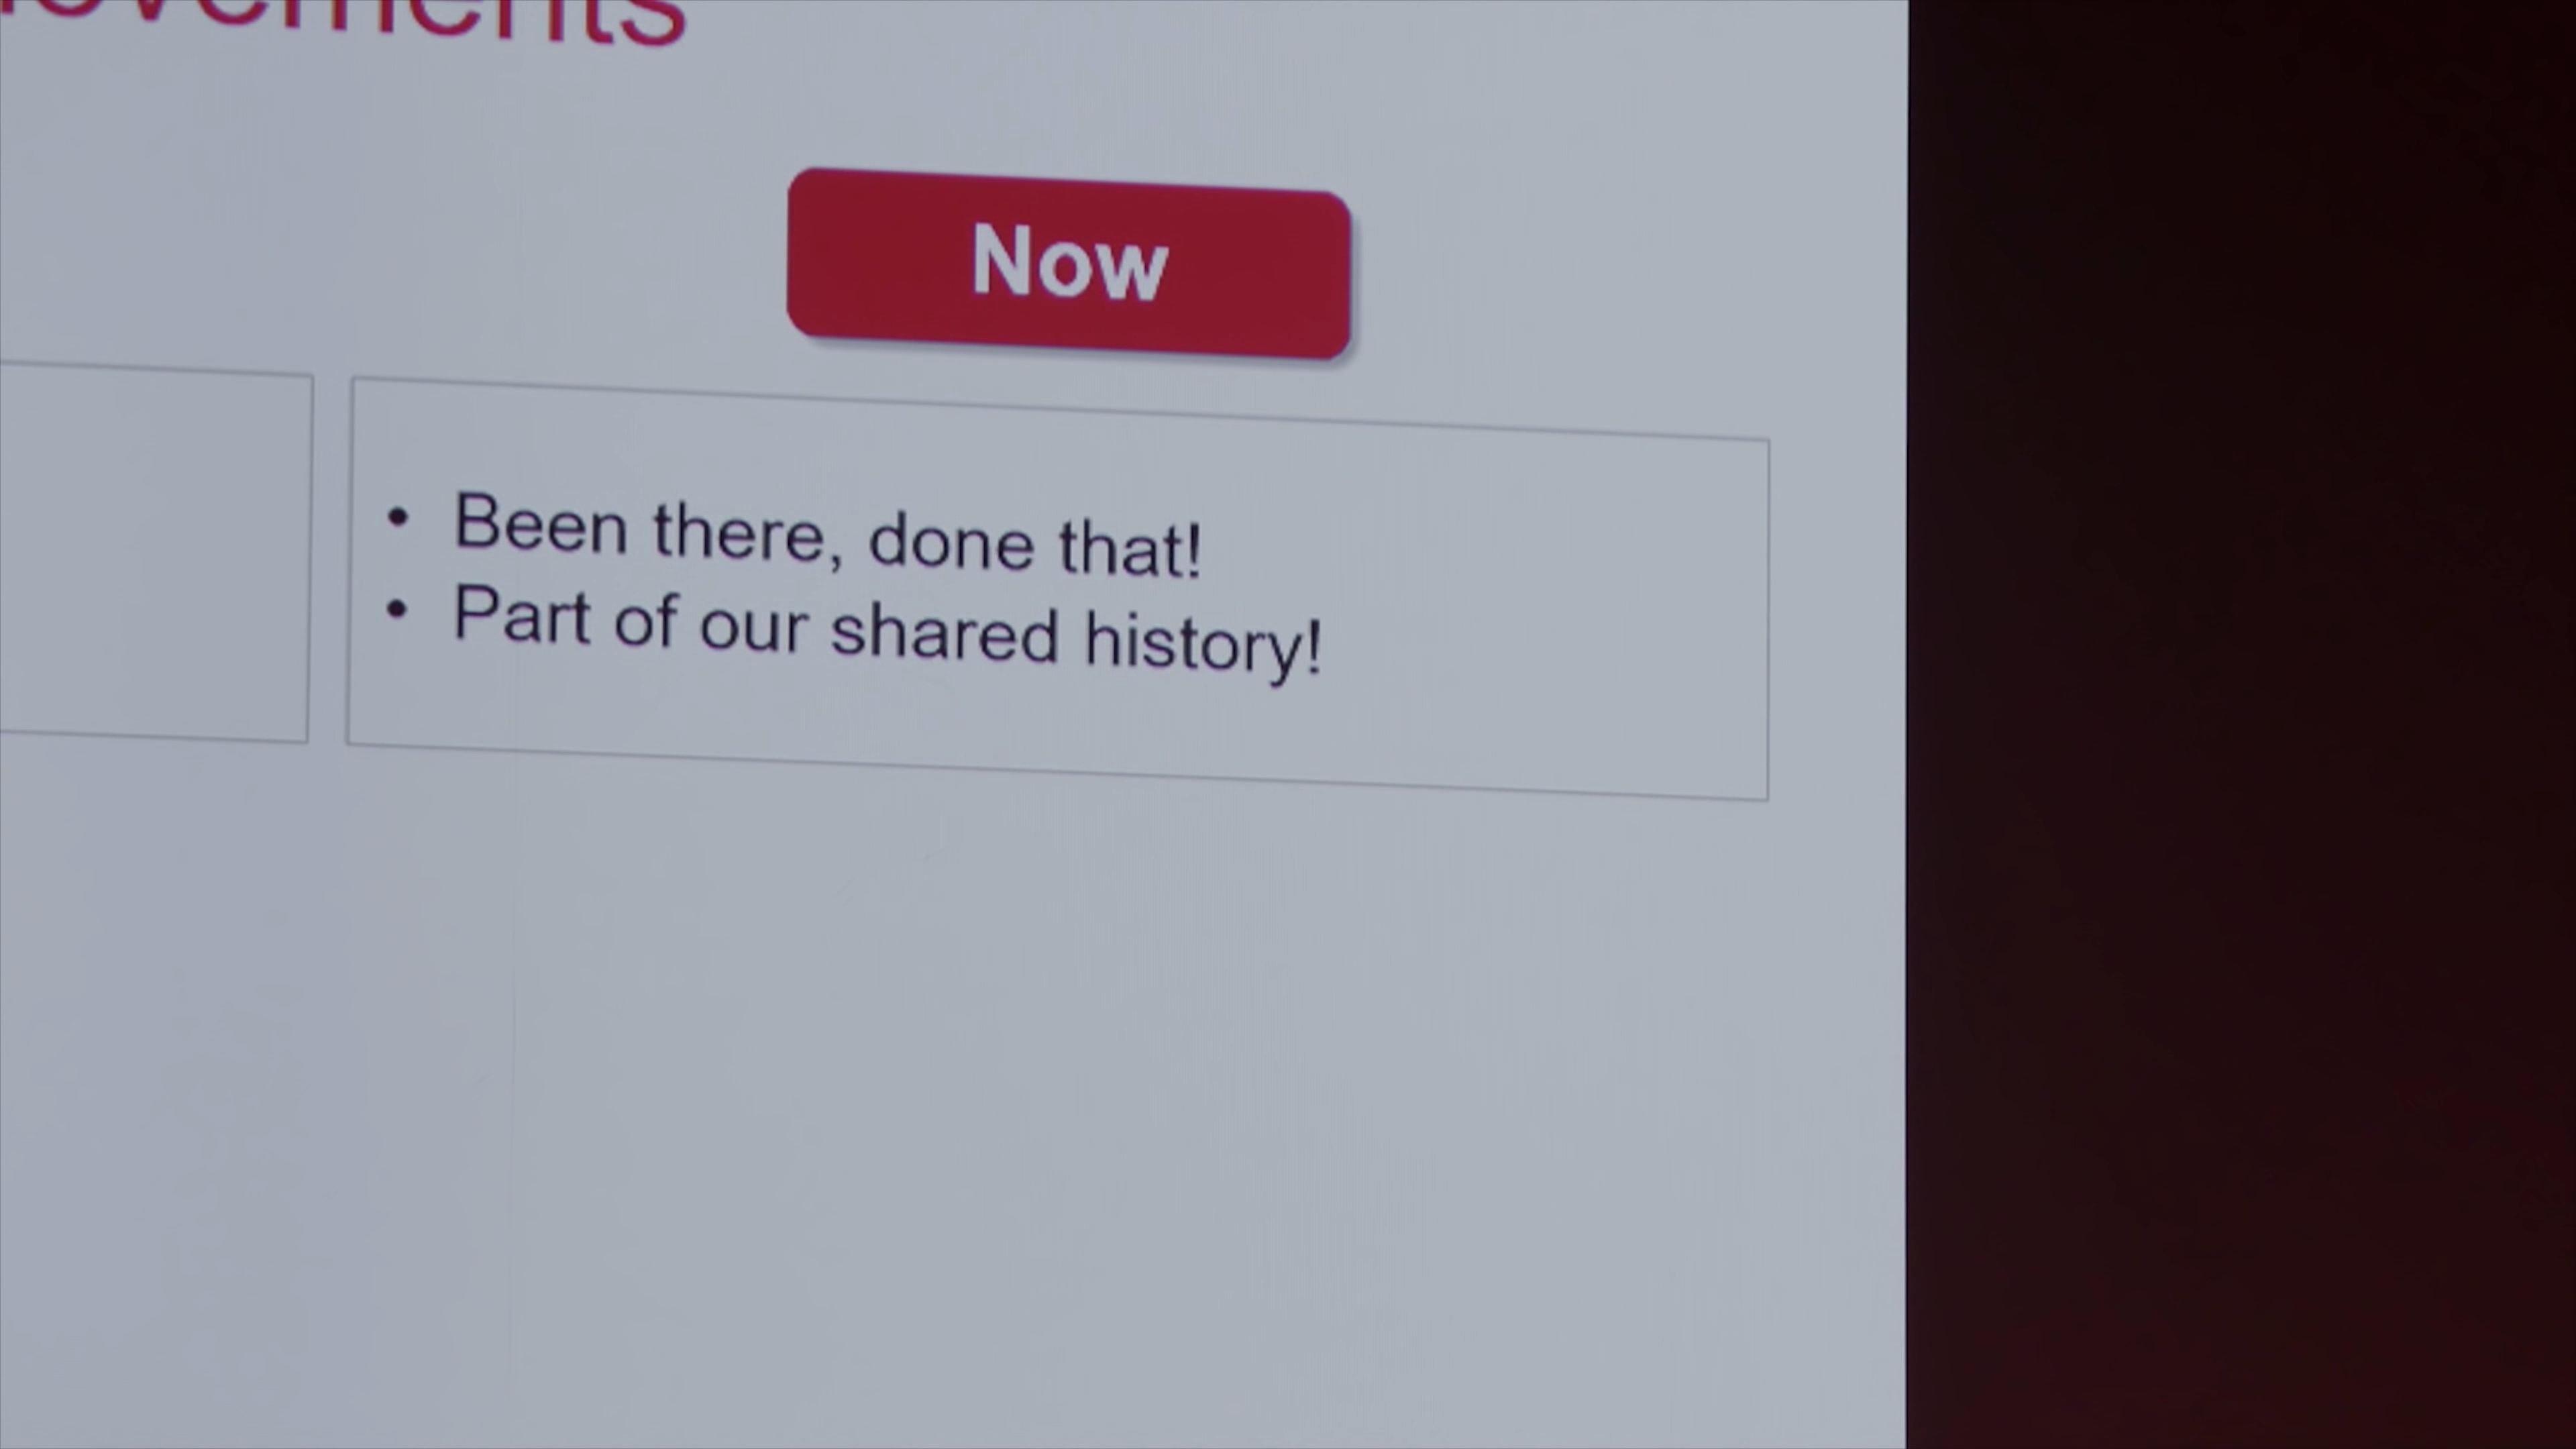 Now
• Been there, done that!
• Part of our shared history!